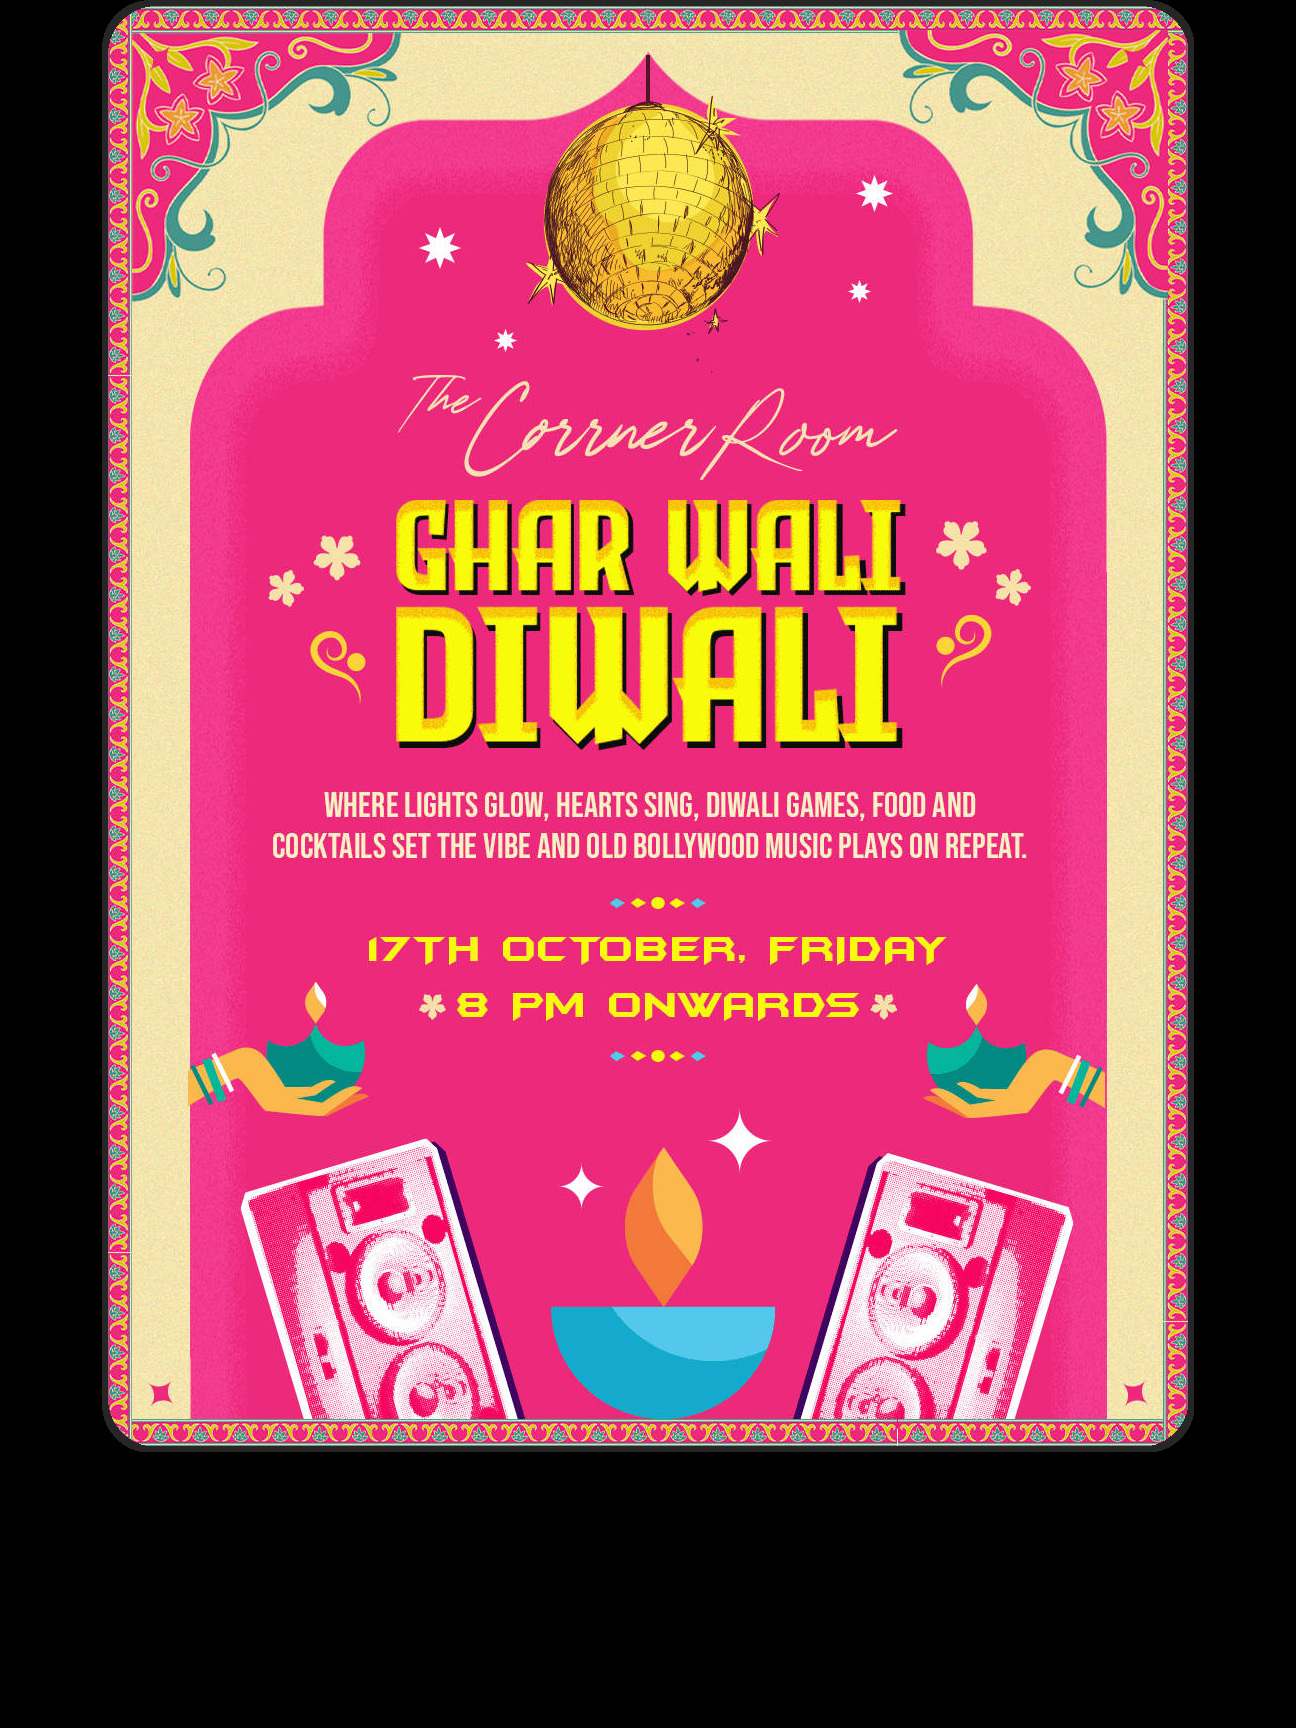 The Corrner Room
GHAR WALI
DIWALI
WHERE LIGHTS GLOW, HEARTS SING, DIWALI GAMES, FOOD AND
COCKTAILS SET THE VIBE AND OLD BOLLYWOOD MUSIC PLAYS ON REPEAT.
17TH OCTOBER, FRIDAY
8 PM ONWARDS